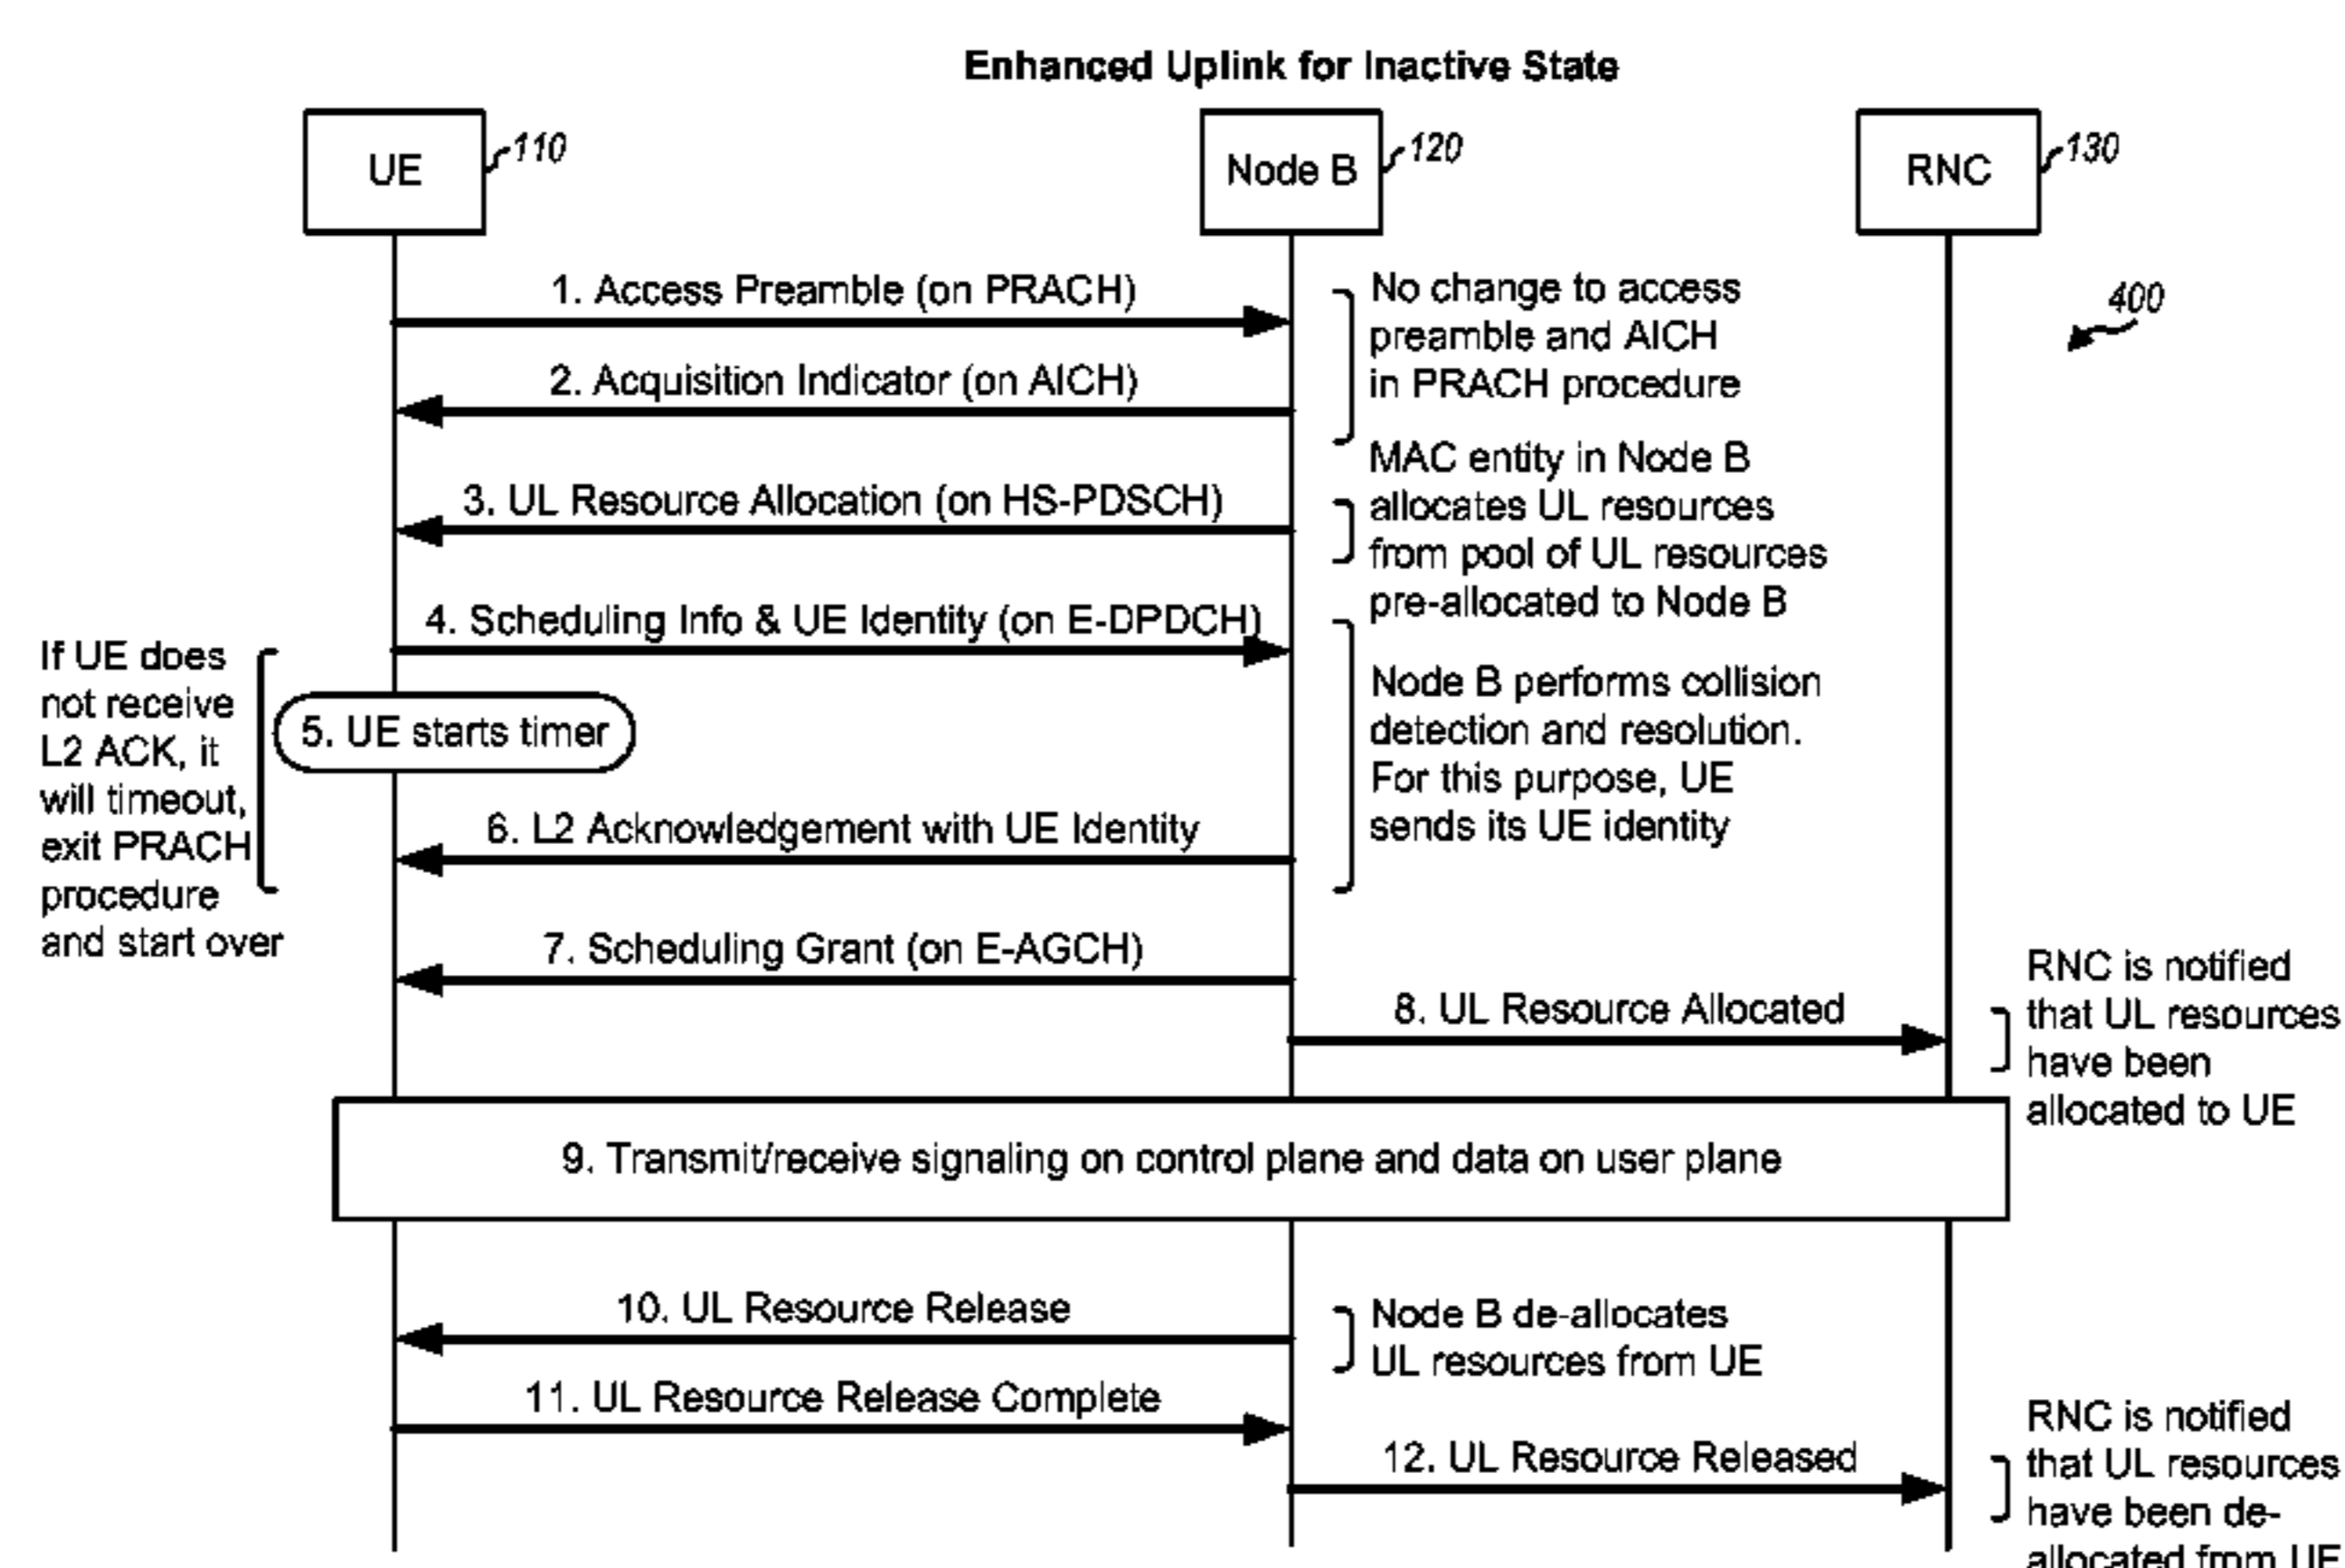 Enhanced Uplink for Inactive State
UE
110
Node B
120
RNC
130
400
1. Access Preamble (on PRACH)
2. Acquisition Indicator (on AICH)
No change to access
preamble and AICH
in PRACH procedure
3. UL Resource Allocation (on HS-PDSCH)
MAC entity in Node B
allocates UL resources
from pool of UL resources
pre-allocated to Node B
4. Scheduling Info & UE Identity (on E-DPDCH)
If UE does
not receive
L2 ACK, it
will timeout,
exit PRACH
procedure
and start over
5. UE starts timer
Node B performs collision
detection and resolution.
For this purpose, UE
sends its UE identity
6. L2 Acknowledgement with UE Identity
7. Scheduling Grant (on E-AGCH)
8. UL Resource Allocated
RNC is notified
that UL resources
have been
allocated to UE
9. Transmit/receive signaling on control plane and data on user plane
10. UL Resource Release
Node B de-allocates
UL resources from UE
11. UL Resource Release Complete
12. UL Resource Released
RNC is notified
that UL resources
have been de-
allocated from UE